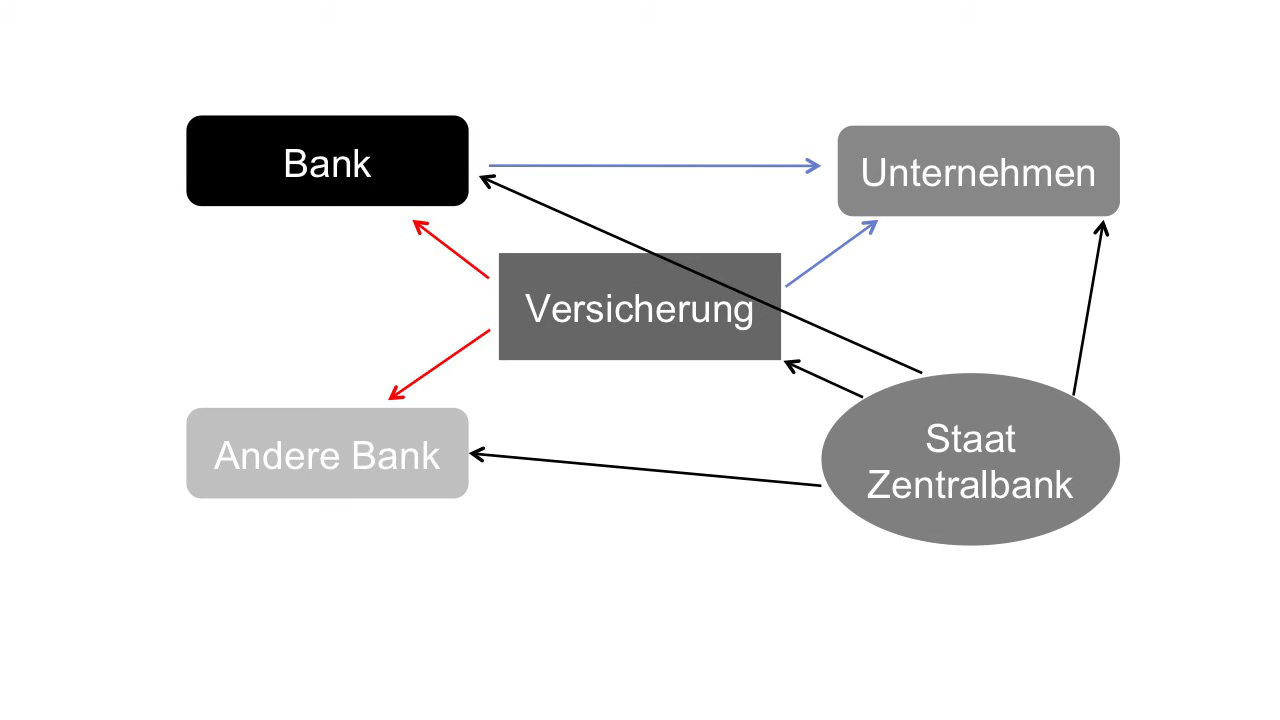 Bank
Unternehmen
Versicherung
Andere Bank
Staat
Zentralbank